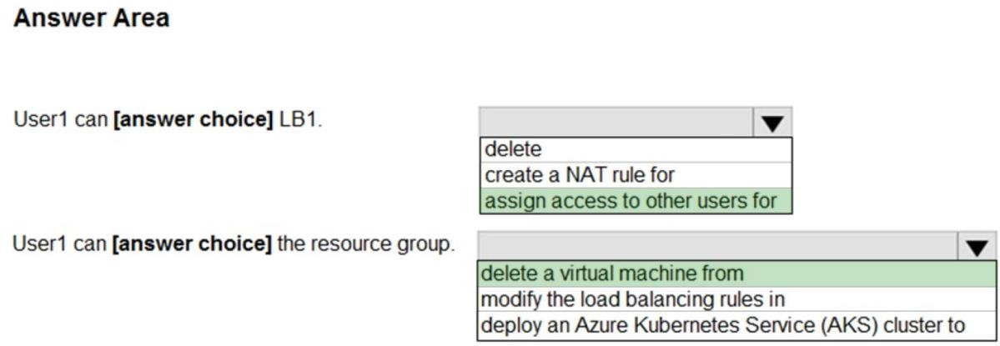 Answer Area
User1 can [answer choice] LB1.
delete
create a NAT rule for
assign access to other users for
User1 can [answer choice] the resource group.
delete a virtual machine from
modify the load balancing rules in
deploy an Azure Kubernetes Service (AKS) cluster to